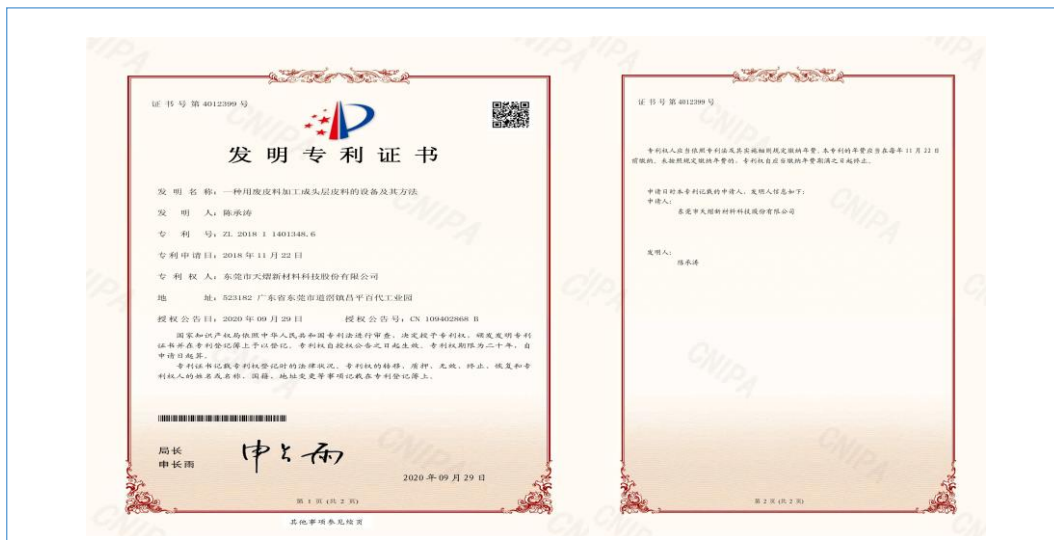 证书号第4012399号
发明专利证书
发明名称：一种用废皮料加工成头层皮料的设备及其方法
发明人：陈承涛
专利号：ZL 2018 1 1401348.6
专利申请日：2018年11月22日
专利权人：东莞市天熠新材料科技股份有限公司
地址：523182 广东省东莞市道滘镇昌平百代工业园
授权公告日：2020年09月29日 授权公告号：CN 109402868 B
国家知识产权局依照中华人民共和国专利法进行审查，决定授予专利权，颁发发明专利
证书并在专利登记簿上予以登记。专利权自授权公告之日起生效。专利权期限为二十年，自
申请日起算。
专利证书记载专利权登记时的法律状况。专利权的转移、质押、无效、终止、恢复和专
利权人的姓名或名称、国籍、地址变更等事项记载在专利登记簿上。
局长
申长雨
申长雨
2020年09月29日
第 1 页 (共 2 页)
其他事项参见续页
证书号第4012399号
专利权人应当依照专利法及其实施细则规定缴纳年费。本专利的年费应当在每年11月22日
前缴纳。未按照规定缴纳年费的，专利权自应当缴纳年费期满之日起终止。
申请日时本专利记载的申请人、发明人信息如下：
申请人：
东莞市天熠新材料科技股份有限公司
发明人：
陈承涛
第 2 页 (共 2 页)
CNIPA